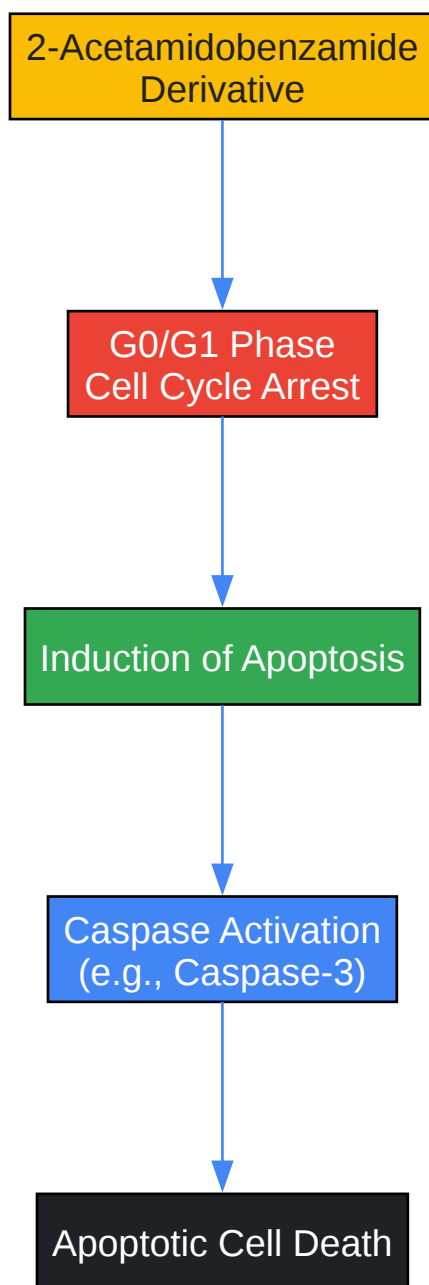 2-Acetamidobenzamide
Derivative
G0/G1 Phase
Cell Cycle Arrest
Induction of Apoptosis
Caspase Activation
(e.g., Caspase-3)
Apoptotic Cell Death